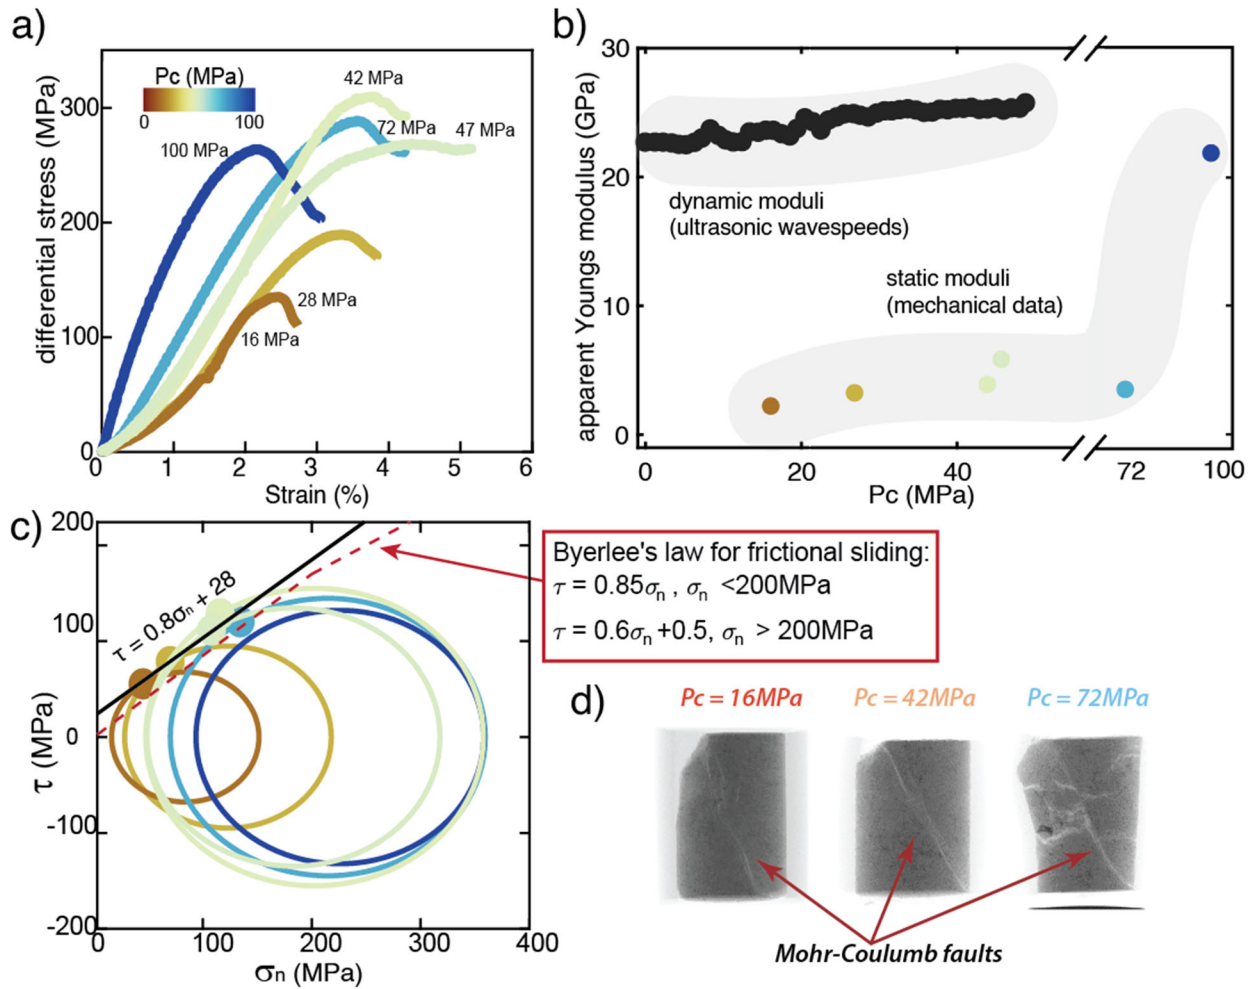 a)
differential stress (MPa)
300
200
100
0
Pc (MPa)
0 100
42 MPa
72 MPa
47 MPa
100 MPa
28 MPa
16 MPa
0 1 2 3 4 5 6
Strain (%)
b)
apparent Youngs modulus (GPa)
30
20
10
0
dynamic moduli
(ultrasonic wavespeeds)
static moduli
(mechanical data)
0 20 40 72 100
Pc (MPa)
c)
τ (MPa)
200
100
0
-100
-200
τ = 0.8σn + 28
0 100 200 300 400
σn (MPa)
Byerlee's law for frictional sliding:
τ = 0.85σn , σn <200MPa
τ = 0.6σn +0.5, σn > 200MPa
d)
Pc = 16MPa Pc = 42MPa Pc = 72MPa
Mohr-Coulumb faults